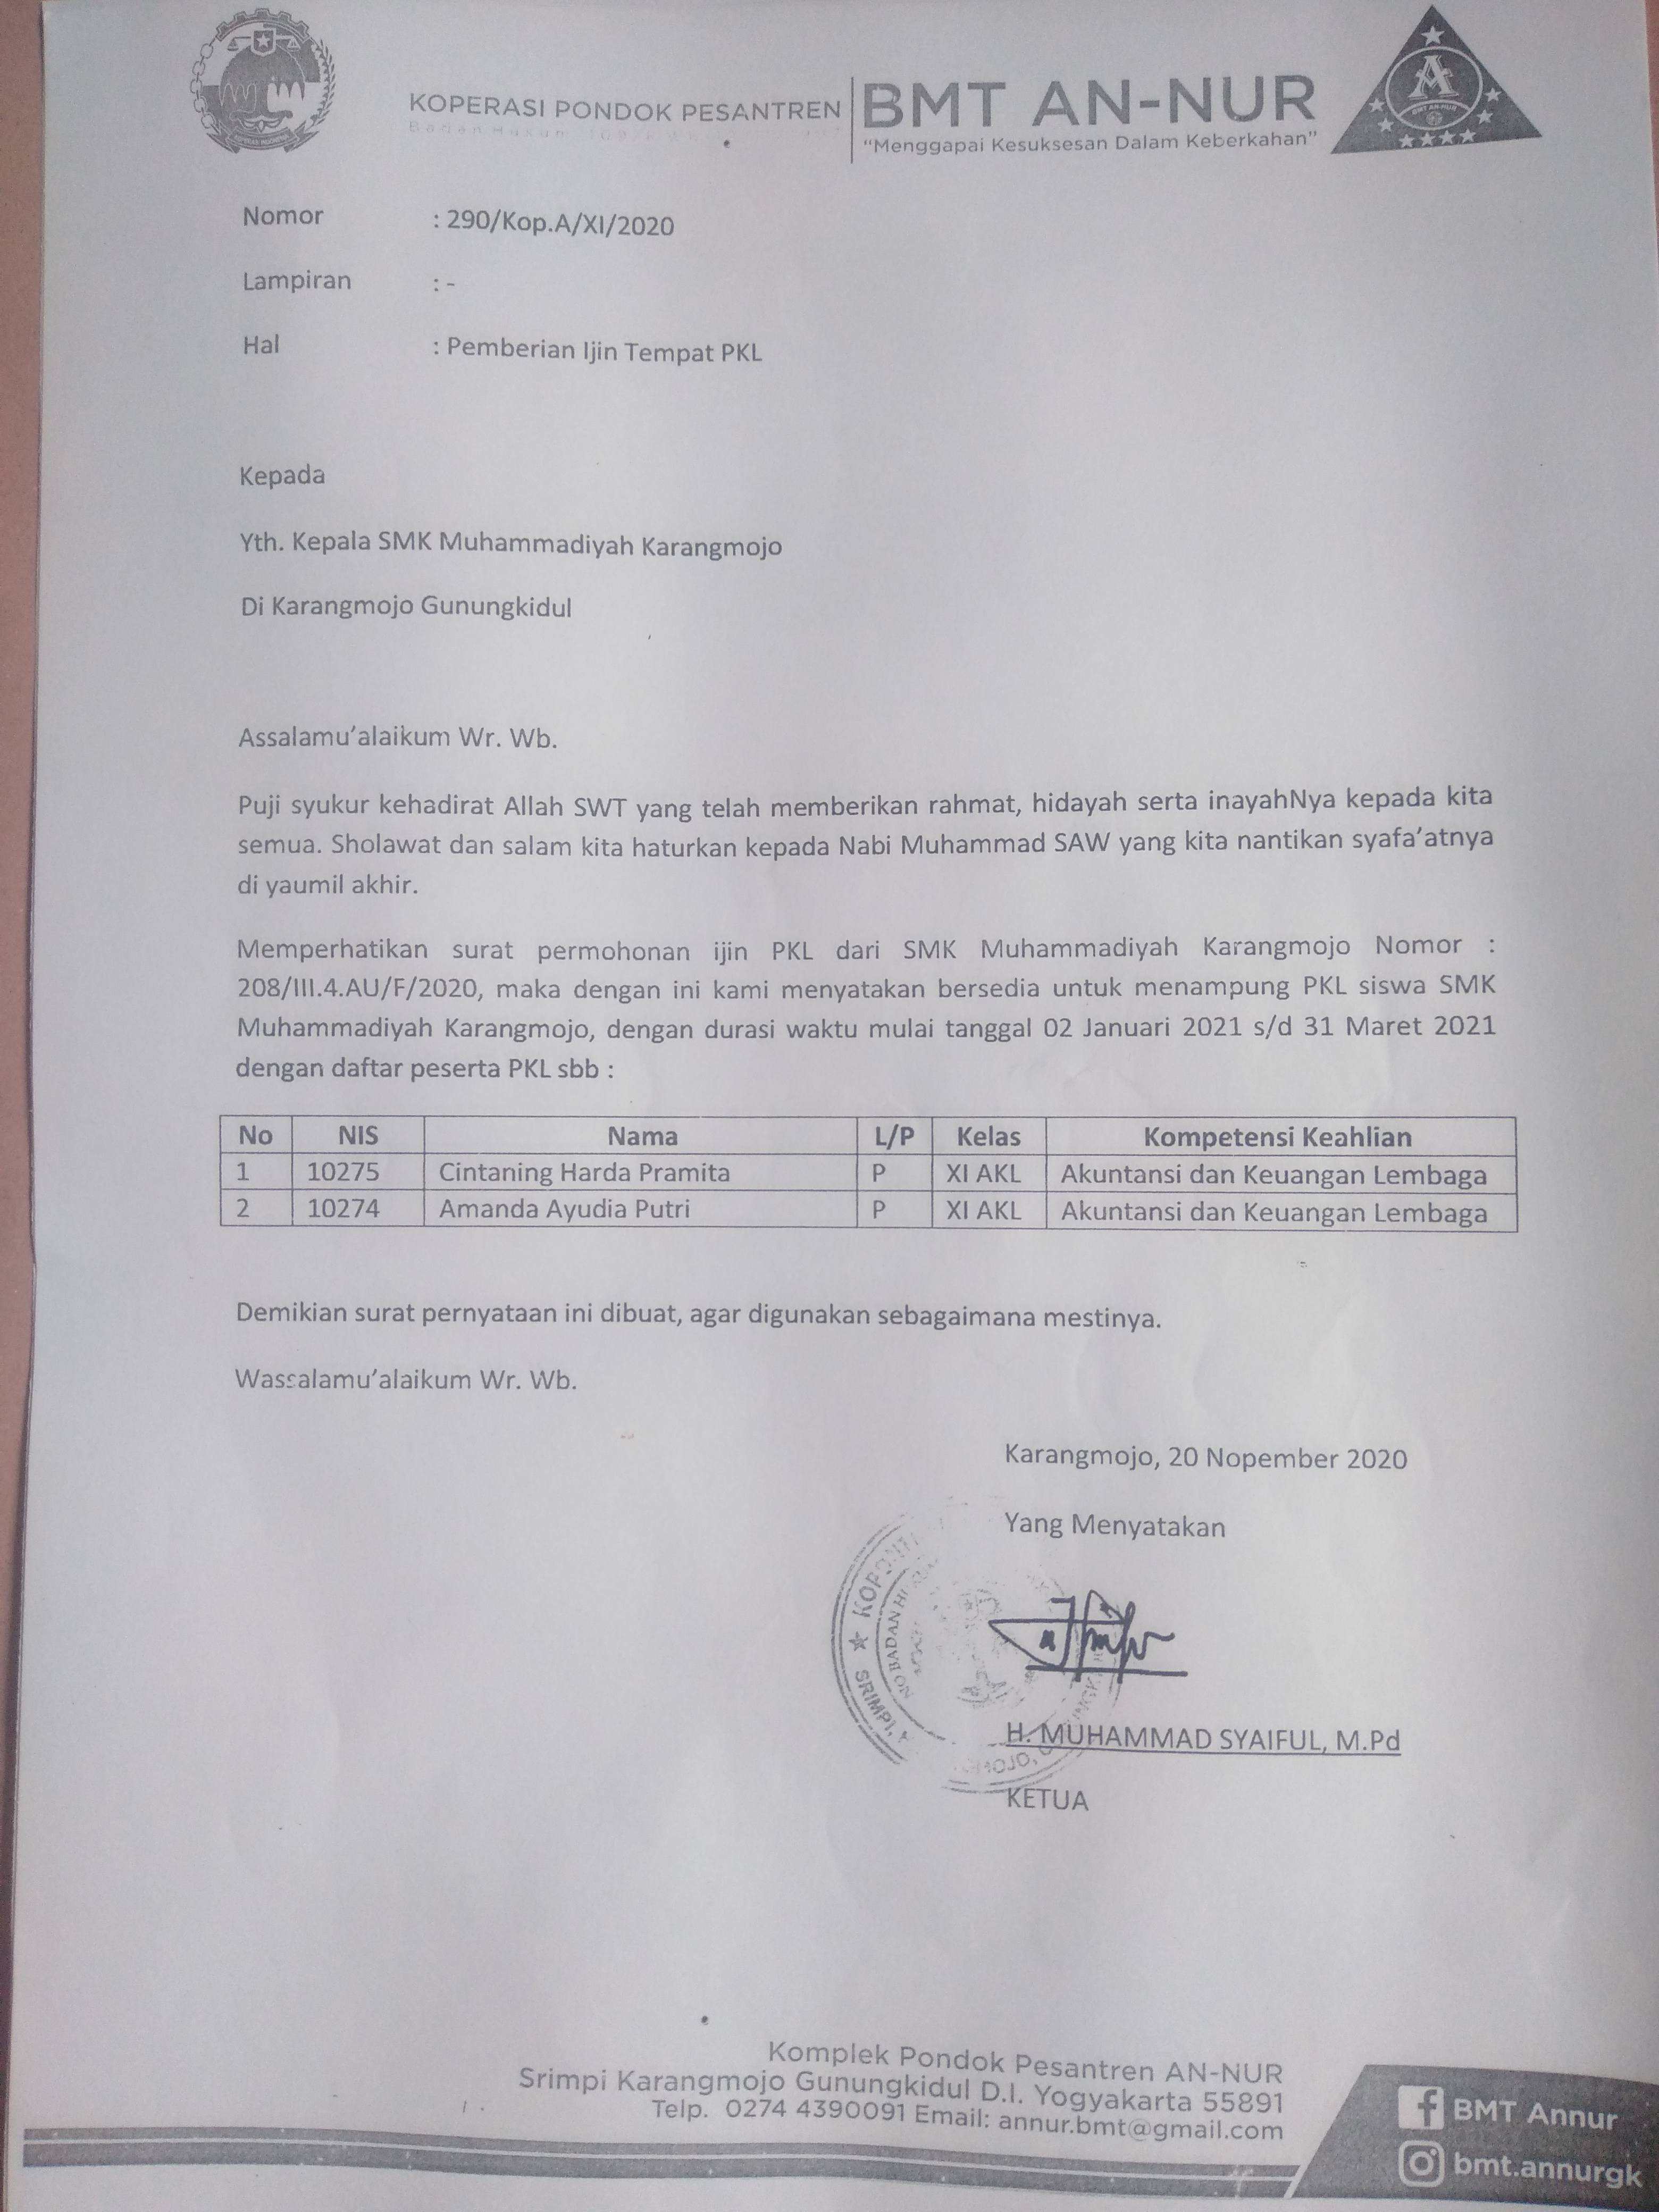 KOPERASI PONDOK PESANTREN
Badan Hukum
BMT AN-NUR
"Menggapai Kesuksesan Dalam Keberkahan"
A
BMT AN-NUR
Nomor : 290/Kop.A/XI/2020
Lampiran : -
Hal : Pemberian Ijin Tempat PKL
Kepada
Yth. Kepala SMK Muhammadiyah Karangmojo
Di Karangmojo Gunungkidul
Assalamu'alaikum Wr. Wb.
Puji syukur kehadirat Allah SWT yang telah memberikan rahmat, hidayah serta inayahNya kepada kita
semua. Sholawat dan salam kita haturkan kepada Nabi Muhammad SAW yang kita nantikan syafa'atnya
di yaumil akhir.
Memperhatikan surat permohonan ijin PKL dari SMK Muhammadiyah Karangmojo Nomor :
208/III.4.AU/F/2020, maka dengan ini kami menyatakan bersedia untuk menampung PKL siswa SMK
Muhammadiyah Karangmojo, dengan durasi waktu mulai tanggal 02 Januari 2021 s/d 31 Maret 2021
dengan daftar peserta PKL sbb :
No NIS Nama L/P Kelas Kompetensi Keahlian
1 10275 Cintaning Harda Pramita P XI AKL Akuntansi dan Keuangan Lembaga
2 10274 Amanda Ayudia Putri P XI AKL Akuntansi dan Keuangan Lembaga
Demikian surat pernyataan ini dibuat, agar digunakan sebagaimana mestinya.
Wassalamu'alaikum Wr. Wb.
Karangmojo, 20 Nopember 2020
Yang Menyatakan
BADAN
SRIMPI,
H. MUHAMMAD SYAIFUL, M.Pd
KETUA
Komplek Pondok Pesantren AN-NUR
Srimpi Karangmojo Gunungkidul D.I. Yogyakarta 55891
Telp. 0274 4390091 Email: annur.bmt@gmail.com
BMT Annur
bmt.annurgk